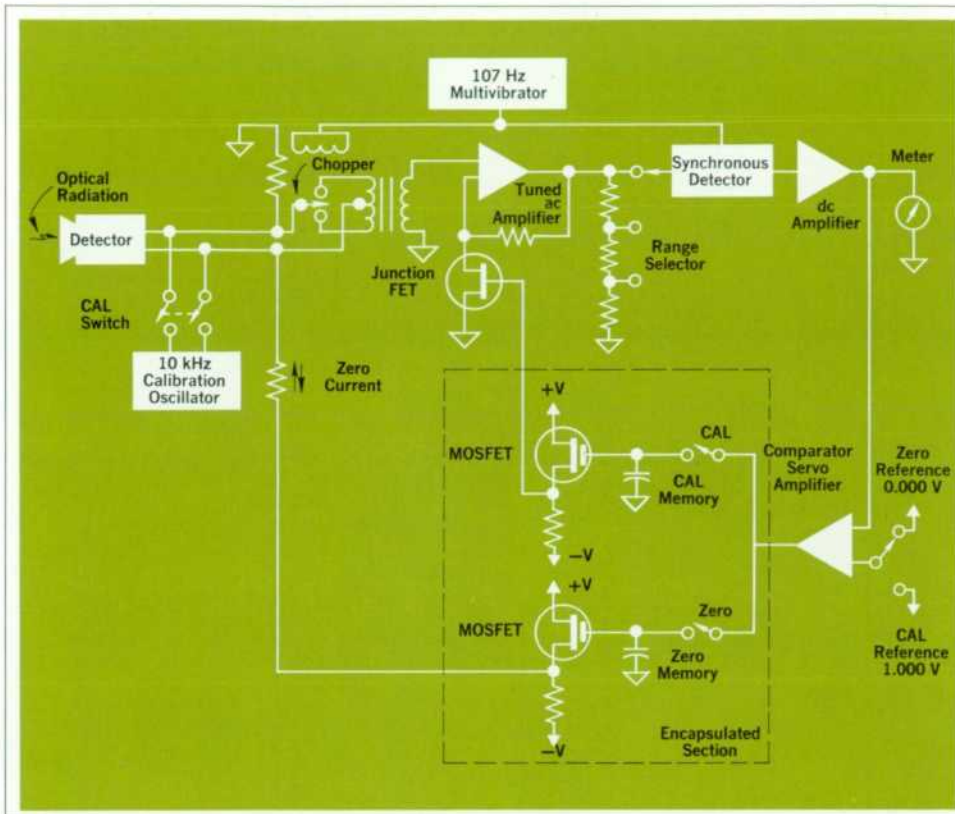 107 Hz
Multivibrator
Optical
Radiation
Chopper
Detector
Tuned
ac
Amplifier
Synchronous
Detector
dc
Amplifier
Meter
Range
Selector
Junction
FET
CAL
Switch
10 kHz
Calibration
Oscillator
Zero
Current
+V
MOSFET
CAL
CAL
Memory
−V
Comparator
Servo
Amplifier
Zero
Reference
0.000 V
+V
MOSFET
Zero
Zero
Memory
−V
CAL
Reference
1.000 V
Encapsulated
Section